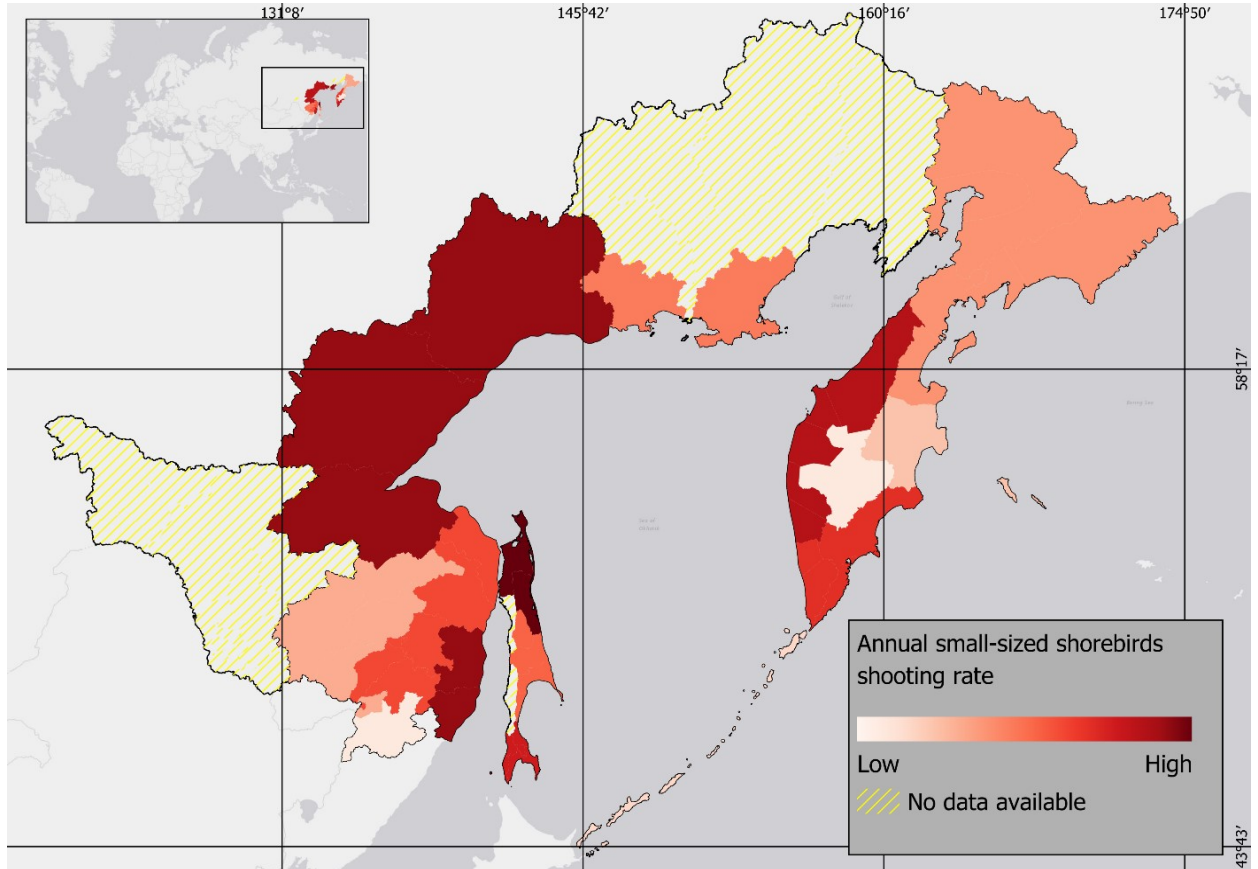 131°8′ 145°42′ 160°16′ 174°50′
58°17′
Annual small-sized shorebirds
shooting rate
Low High
No data available
43°43′